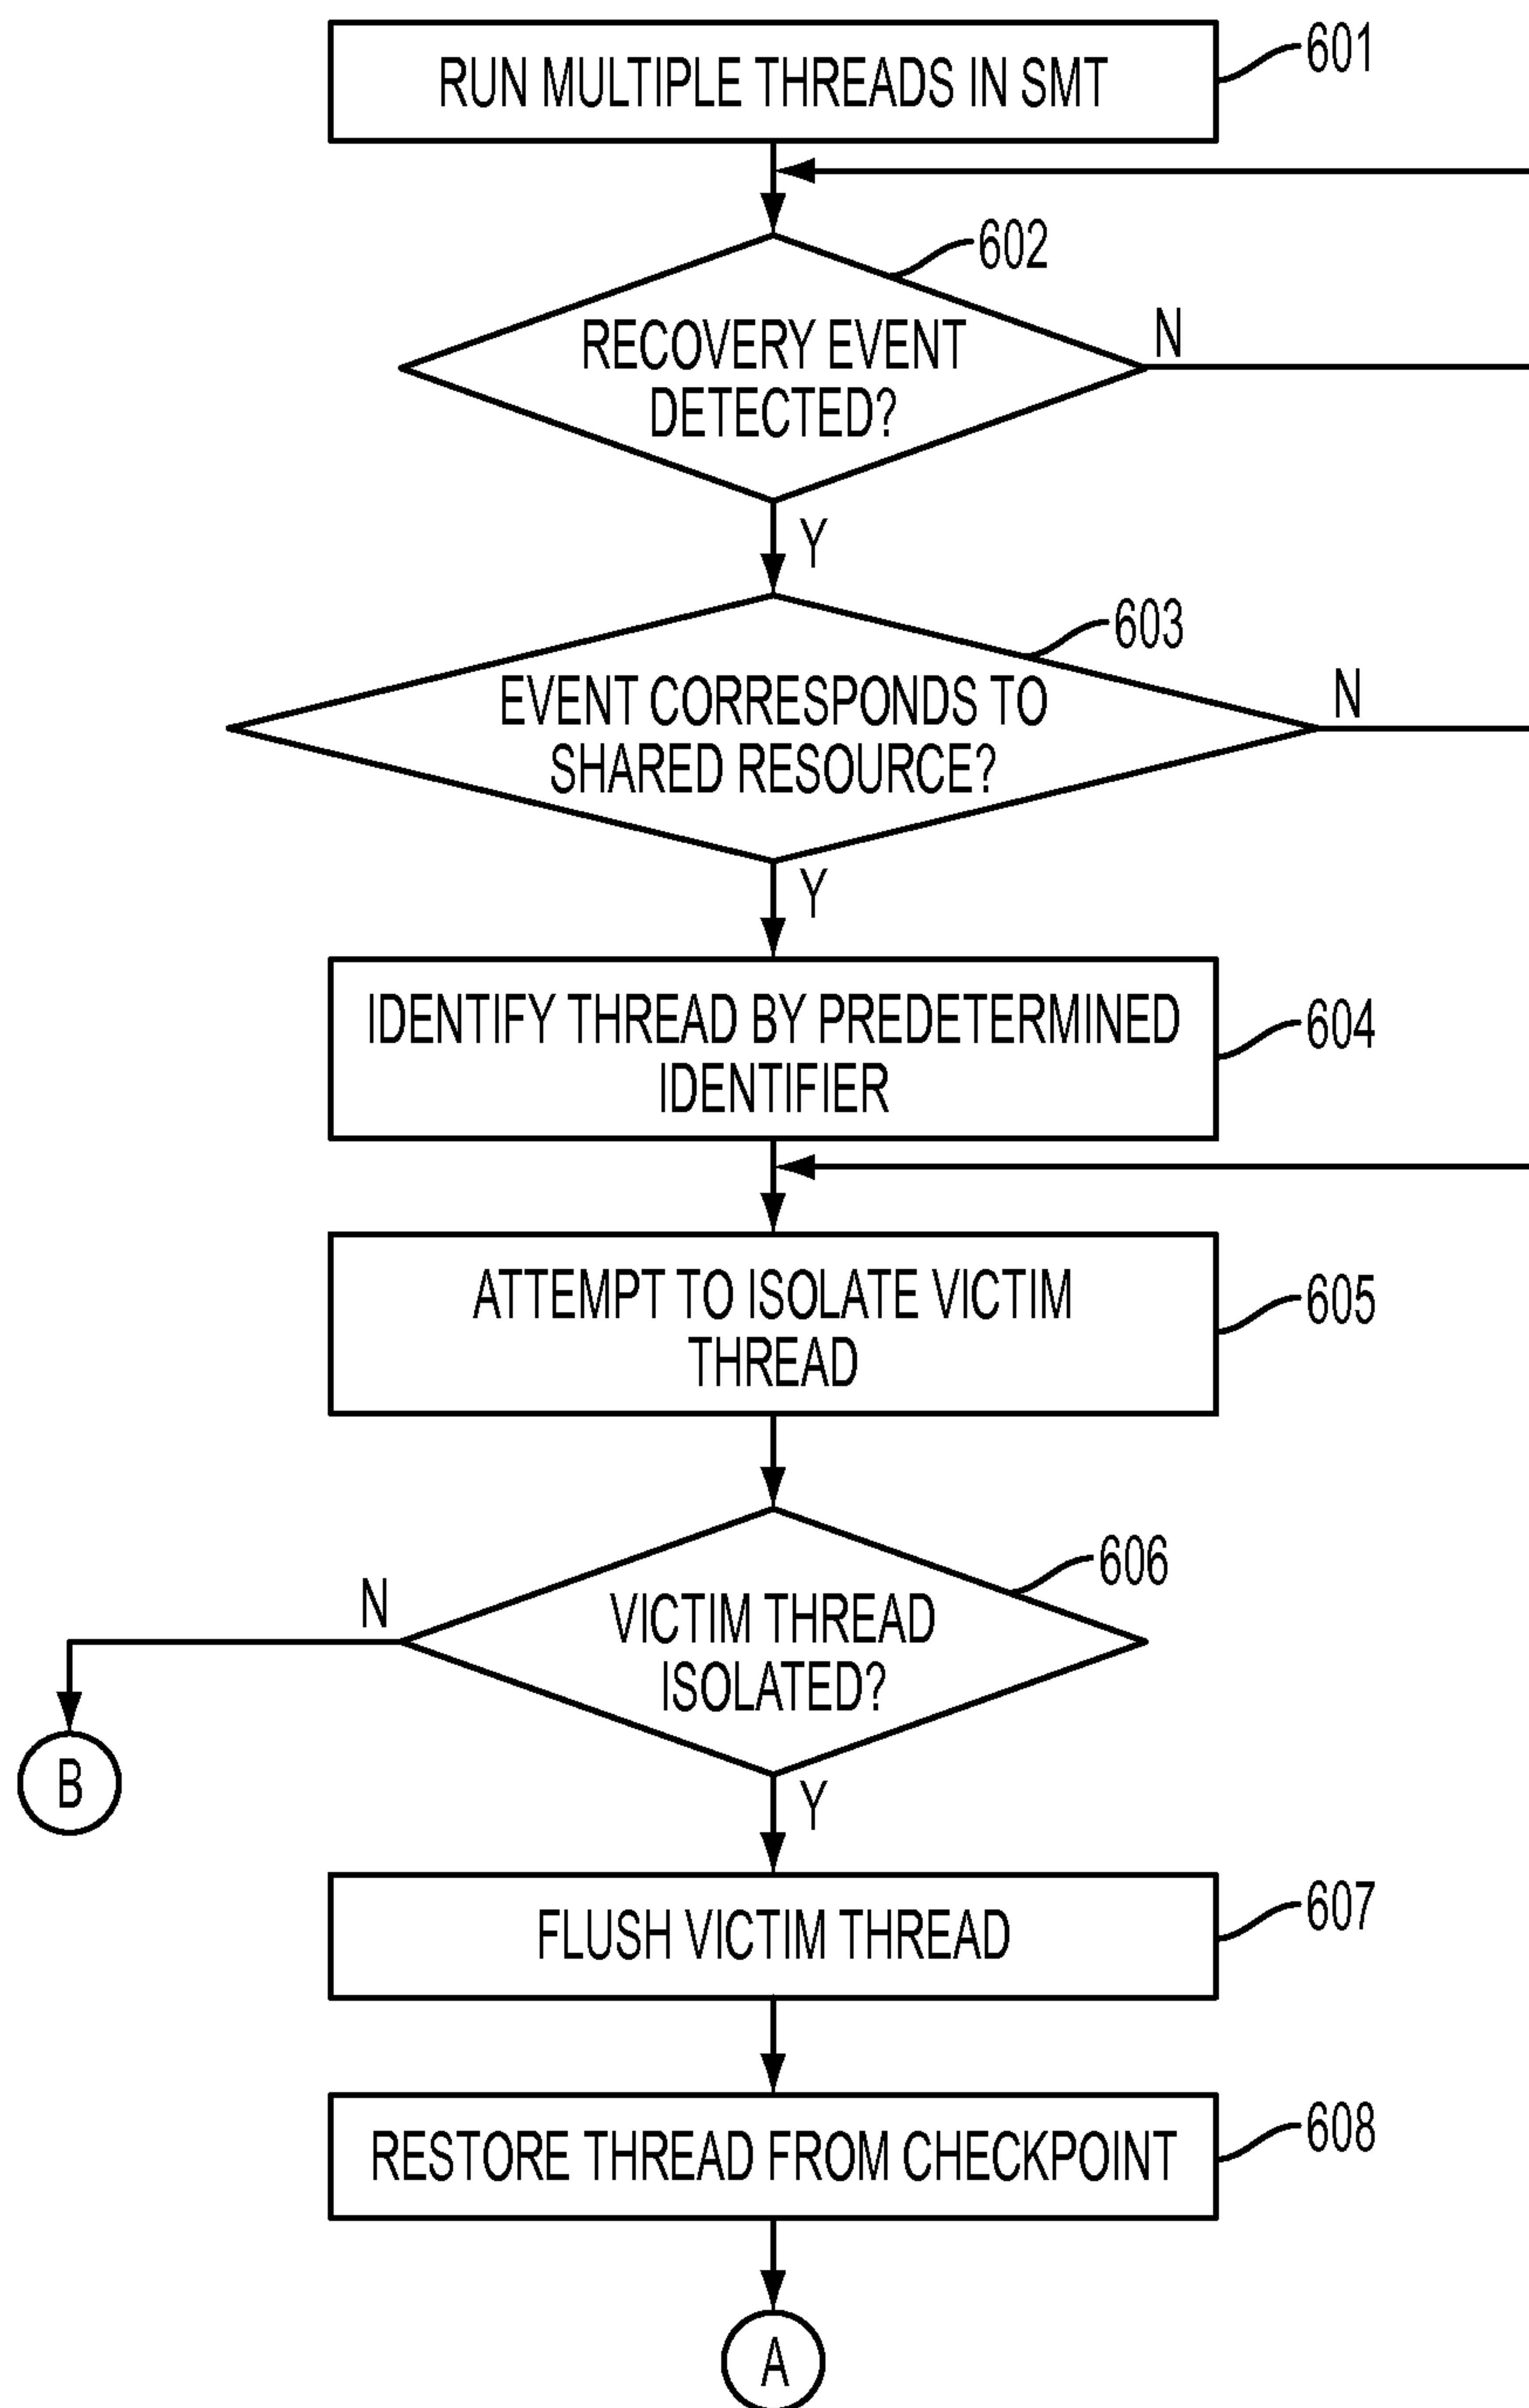 RUN MULTIPLE THREADS IN SMT
601
602
RECOVERY EVENT
DETECTED?
N
Y
603
EVENT CORRESPONDS TO
SHARED RESOURCE?
N
Y
IDENTIFY THREAD BY PREDETERMINED
IDENTIFIER
604
ATTEMPT TO ISOLATE VICTIM
THREAD
605
606
VICTIM THREAD
ISOLATED?
N
B
Y
FLUSH VICTIM THREAD
607
RESTORE THREAD FROM CHECKPOINT
608
A